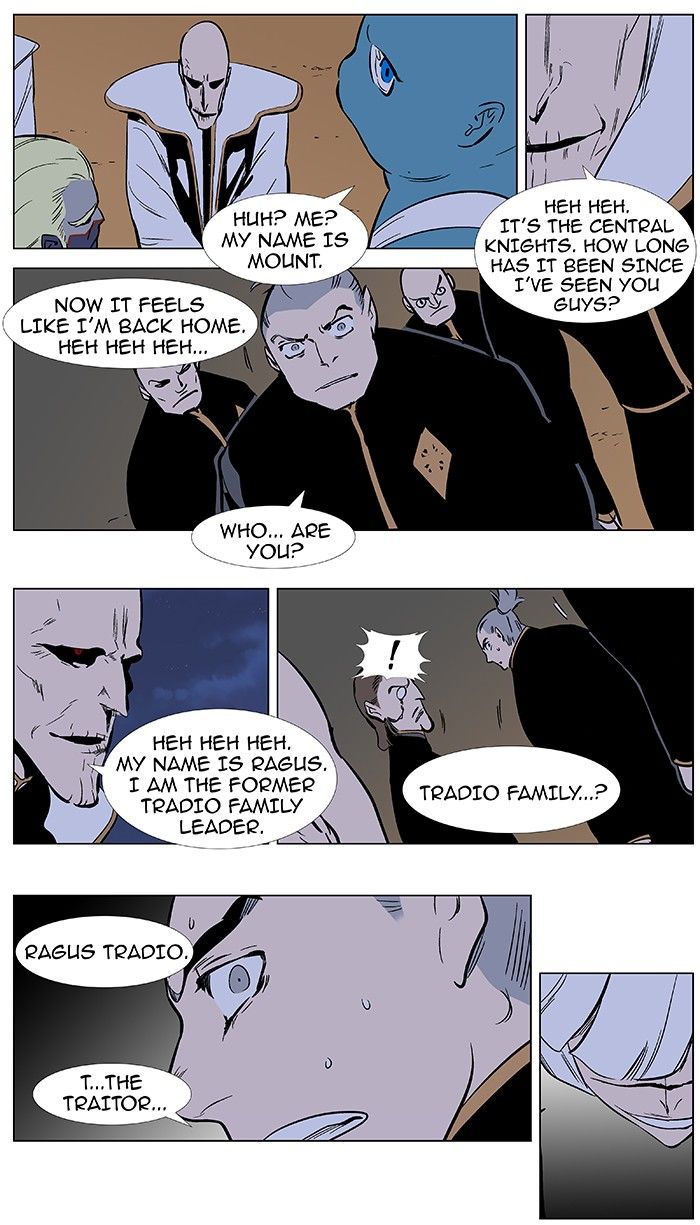 HUH? ME?
MY NAME IS
MOUNT.
HEH HEH.
IT'S THE CENTRAL
KNIGHTS. HOW LONG
HAS IT BEEN SINCE
I'VE SEEN YOU
GUYS?
NOW IT FEELS
LIKE I'M BACK HOME.
HEH HEH HEH...
WHO... ARE
YOU?
HEH HEH HEH.
MY NAME IS RAGUS.
I AM THE FORMER
TRADIO FAMILY
LEADER.
!
TRADIO FAMILY...?
RAGUS TRADIO.
T...THE
TRAITOR...